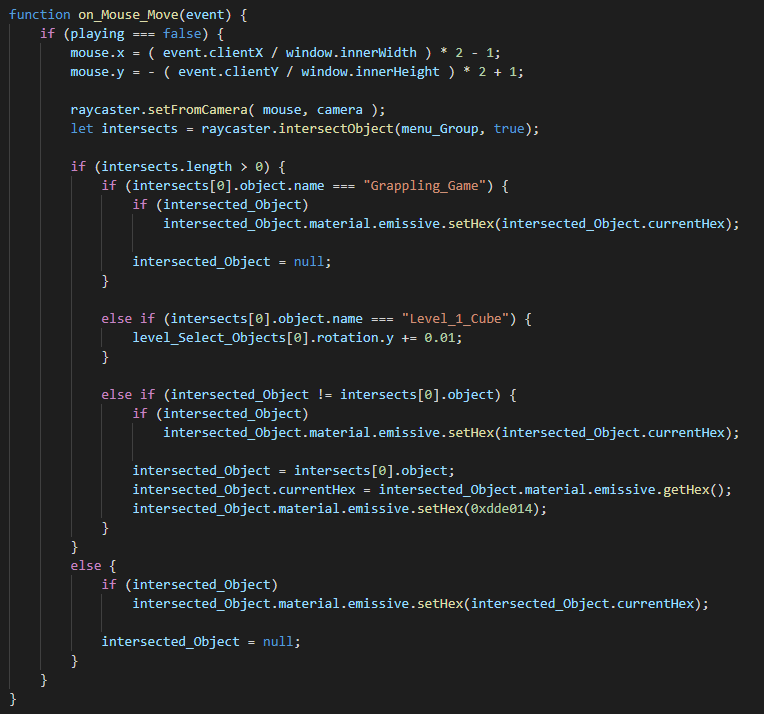 function on_Mouse_Move(event) {
    if (playing === false) {
        mouse.x = ( event.clientX / window.innerWidth ) * 2 - 1;
        mouse.y = - ( event.clientY / window.innerHeight ) * 2 + 1;

        raycaster.setFromCamera( mouse, camera );
        let intersects = raycaster.intersectObject(menu_Group, true);

        if (intersects.length > 0) {
            if (intersects[0].object.name === "Grappling_Game") {
                if (intersected_Object)
                    intersected_Object.material.emissive.setHex(intersected_Object.currentHex);

                intersected_Object = null;
            }

            else if (intersects[0].object.name === "Level_1_Cube") {
                level_Select_Objects[0].rotation.y += 0.01;
            }

            else if (intersected_Object != intersects[0].object) {
                if (intersected_Object)
                    intersected_Object.material.emissive.setHex(intersected_Object.currentHex);

                intersected_Object = intersects[0].object;
                intersected_Object.currentHex = intersected_Object.material.emissive.getHex();
                intersected_Object.material.emissive.setHex(0xdde014);
            }
        }
        else {
            if (intersected_Object)
                intersected_Object.material.emissive.setHex(intersected_Object.currentHex);

            intersected_Object = null;
        }
    }
}